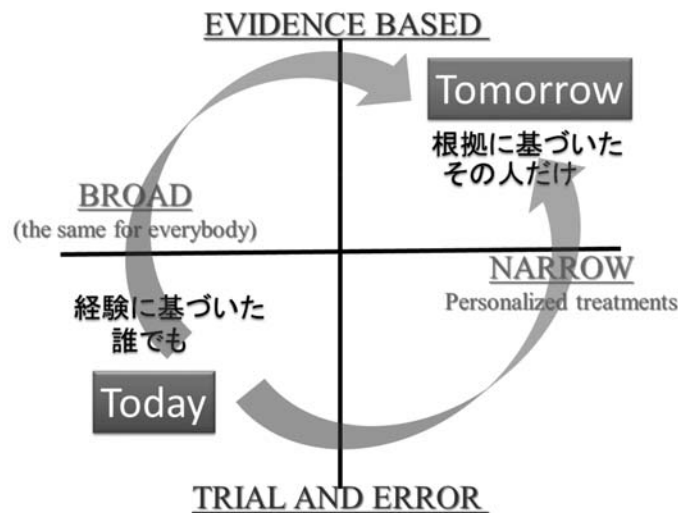 EVIDENCE BASED
Tomorrow
根拠に基づいた
その人だけ
BROAD
(the same for everybody)
NARROW
Personalized treatments
経験に基づいた
誰でも
Today
TRIAL AND ERROR